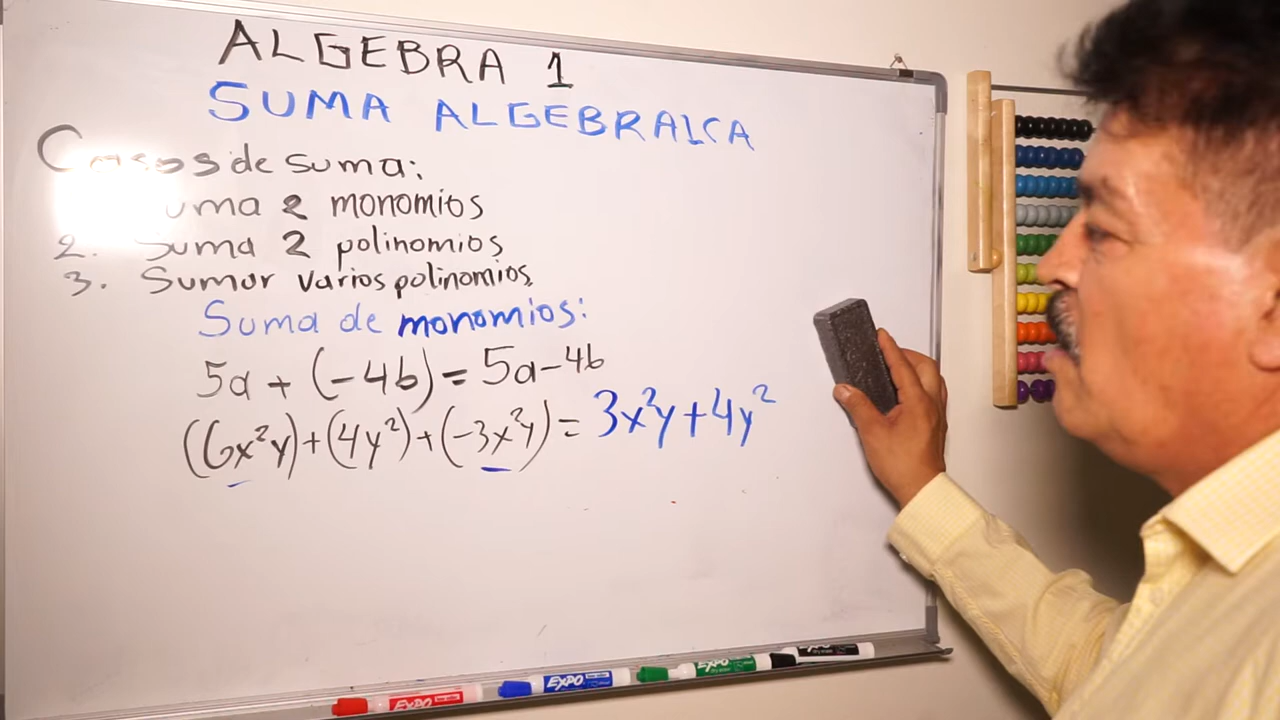 ALGEBRA 1
SUMA ALGEBRAICA
Casos de suma:
uma 2 monomios
2. Suma 2 polinomios
3. Sumar varios polinomios
Suma de monomios:
5a + (-4b) = 5a-4b
(6x²y)+(4y²)+(-3x²y) = 3x²y+4y²
EXPO EXPO EXPO